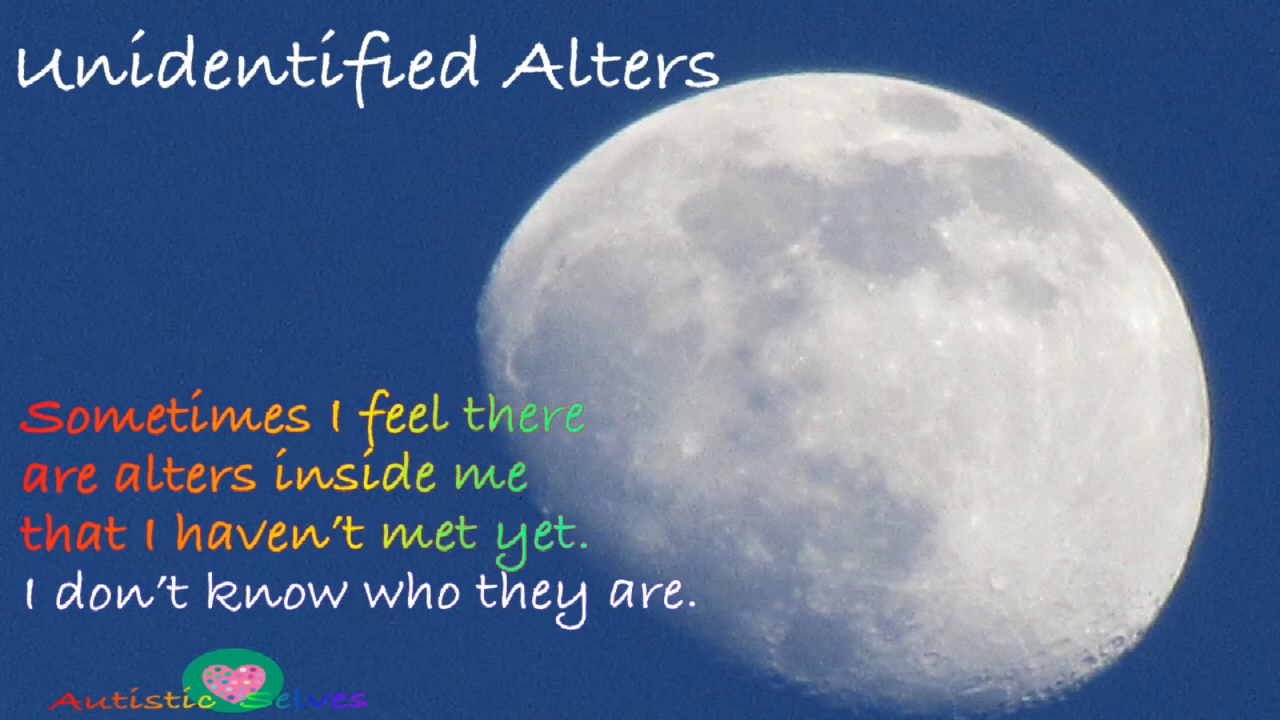 Unidentified Alters
Sometimes I feel there
are alters inside me
that I haven't met yet.
I don't know who they are.
Autistic Selves